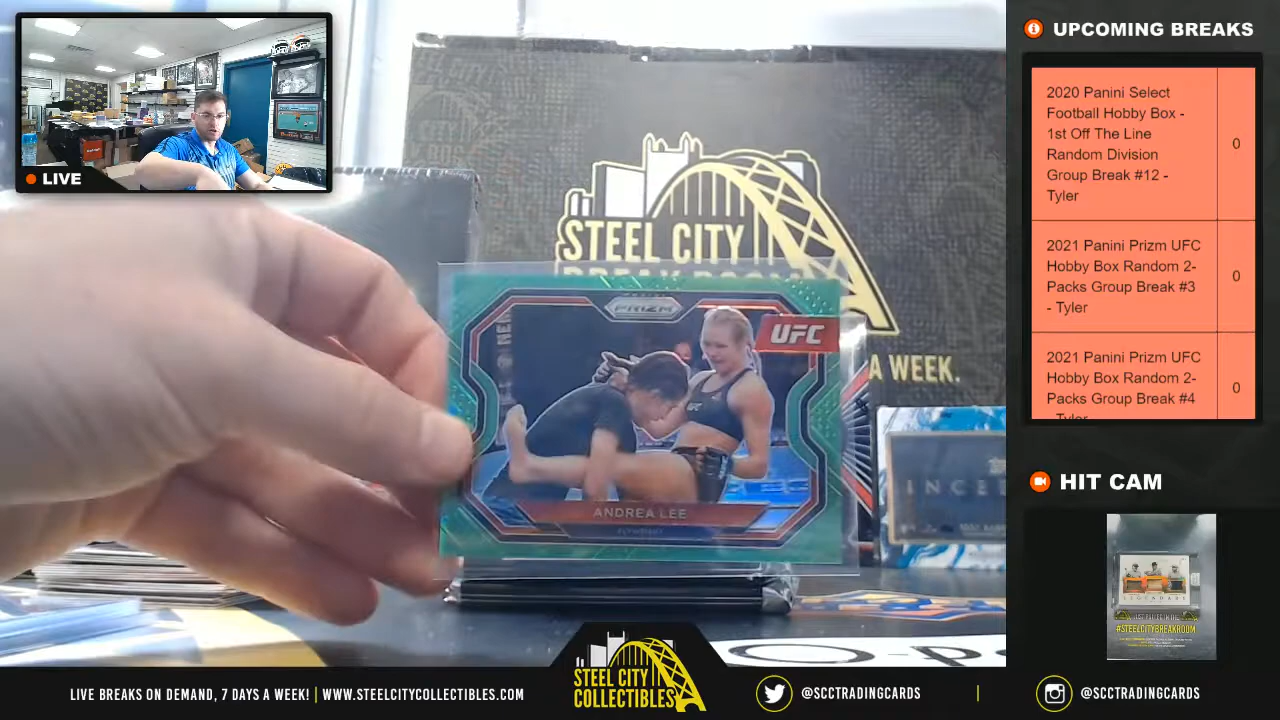 LIVE
STEEL CITY
A WEEK.
PRIZM
UFC
UFC
ANDREA LEE
FLYWEIGHT
UPCOMING BREAKS
2020 Panini Select
Football Hobby Box -
1st Off The Line
Random Division
Group Break #12 -
Tyler
0
2021 Panini Prizm UFC
Hobby Box Random 2-
Packs Group Break #3
- Tyler
0
2021 Panini Prizm UFC
Hobby Box Random 2-
Packs Group Break #4
- Tyler
0
HIT CAM
#STEELCITYBREAKROOM
LIVE BREAKS ON DEMAND, 7 DAYS A WEEK! | WWW.STEELCITYCOLLECTIBLES.COM
STEEL CITY
COLLECTIBLES
@SCCTRADINGCARDS
|
@SCCTRADINGCARDS